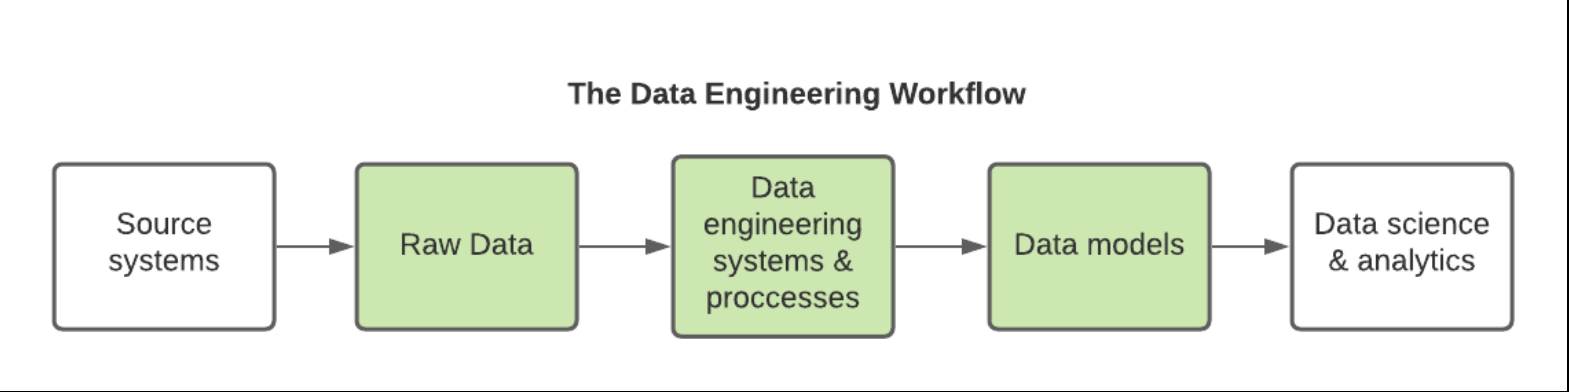 The Data Engineering Workflow
Source
systems
Raw Data
Data
engineering
systems &
proccesses
Data models
Data science
& analytics